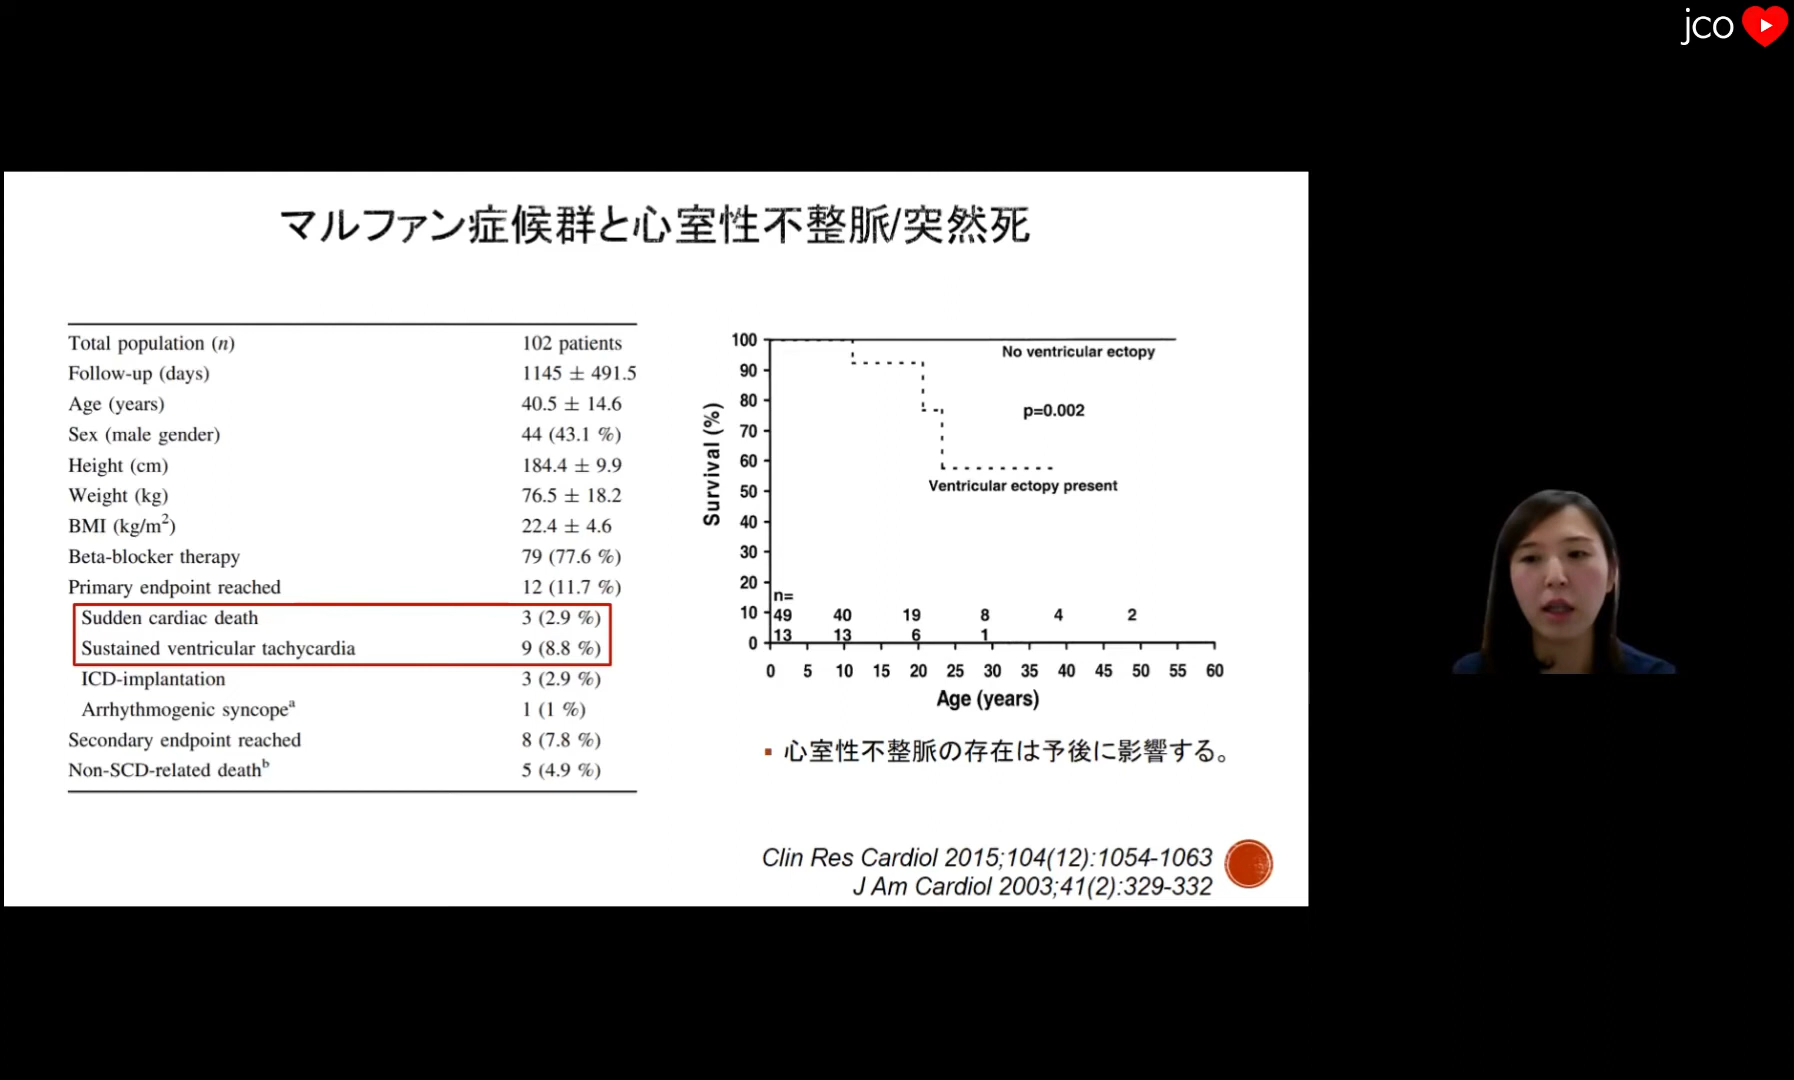 jco
マルファン症候群と心室性不整脈/突然死
Total population (n) 102 patients
Follow-up (days) 1145 ± 491.5
Age (years) 40.5 ± 14.6
Sex (male gender) 44 (43.1 %)
Height (cm) 184.4 ± 9.9
Weight (kg) 76.5 ± 18.2
BMI (kg/m²) 22.4 ± 4.6
Beta-blocker therapy 79 (77.6 %)
Primary endpoint reached 12 (11.7 %)
Sudden cardiac death 3 (2.9 %)
Sustained ventricular tachycardia 9 (8.8 %)
ICD-implantation 3 (2.9 %)
Arrhythmogenic syncopeᵃ 1 (1 %)
Secondary endpoint reached 8 (7.8 %)
Non-SCD-related deathᵇ 5 (4.9 %)
Survival (%)
100
90
80
70
60
50
40
30
20
10
0
No ventricular ectopy
p=0.002
Ventricular ectopy present
n=
49 40 19 8 4 2
13 13 6 1
0 5 10 15 20 25 30 35 40 45 50 55 60
Age (years)
▪ 心室性不整脈の存在は予後に影響する。
Clin Res Cardiol 2015;104(12):1054-1063
J Am Cardiol 2003;41(2):329-332